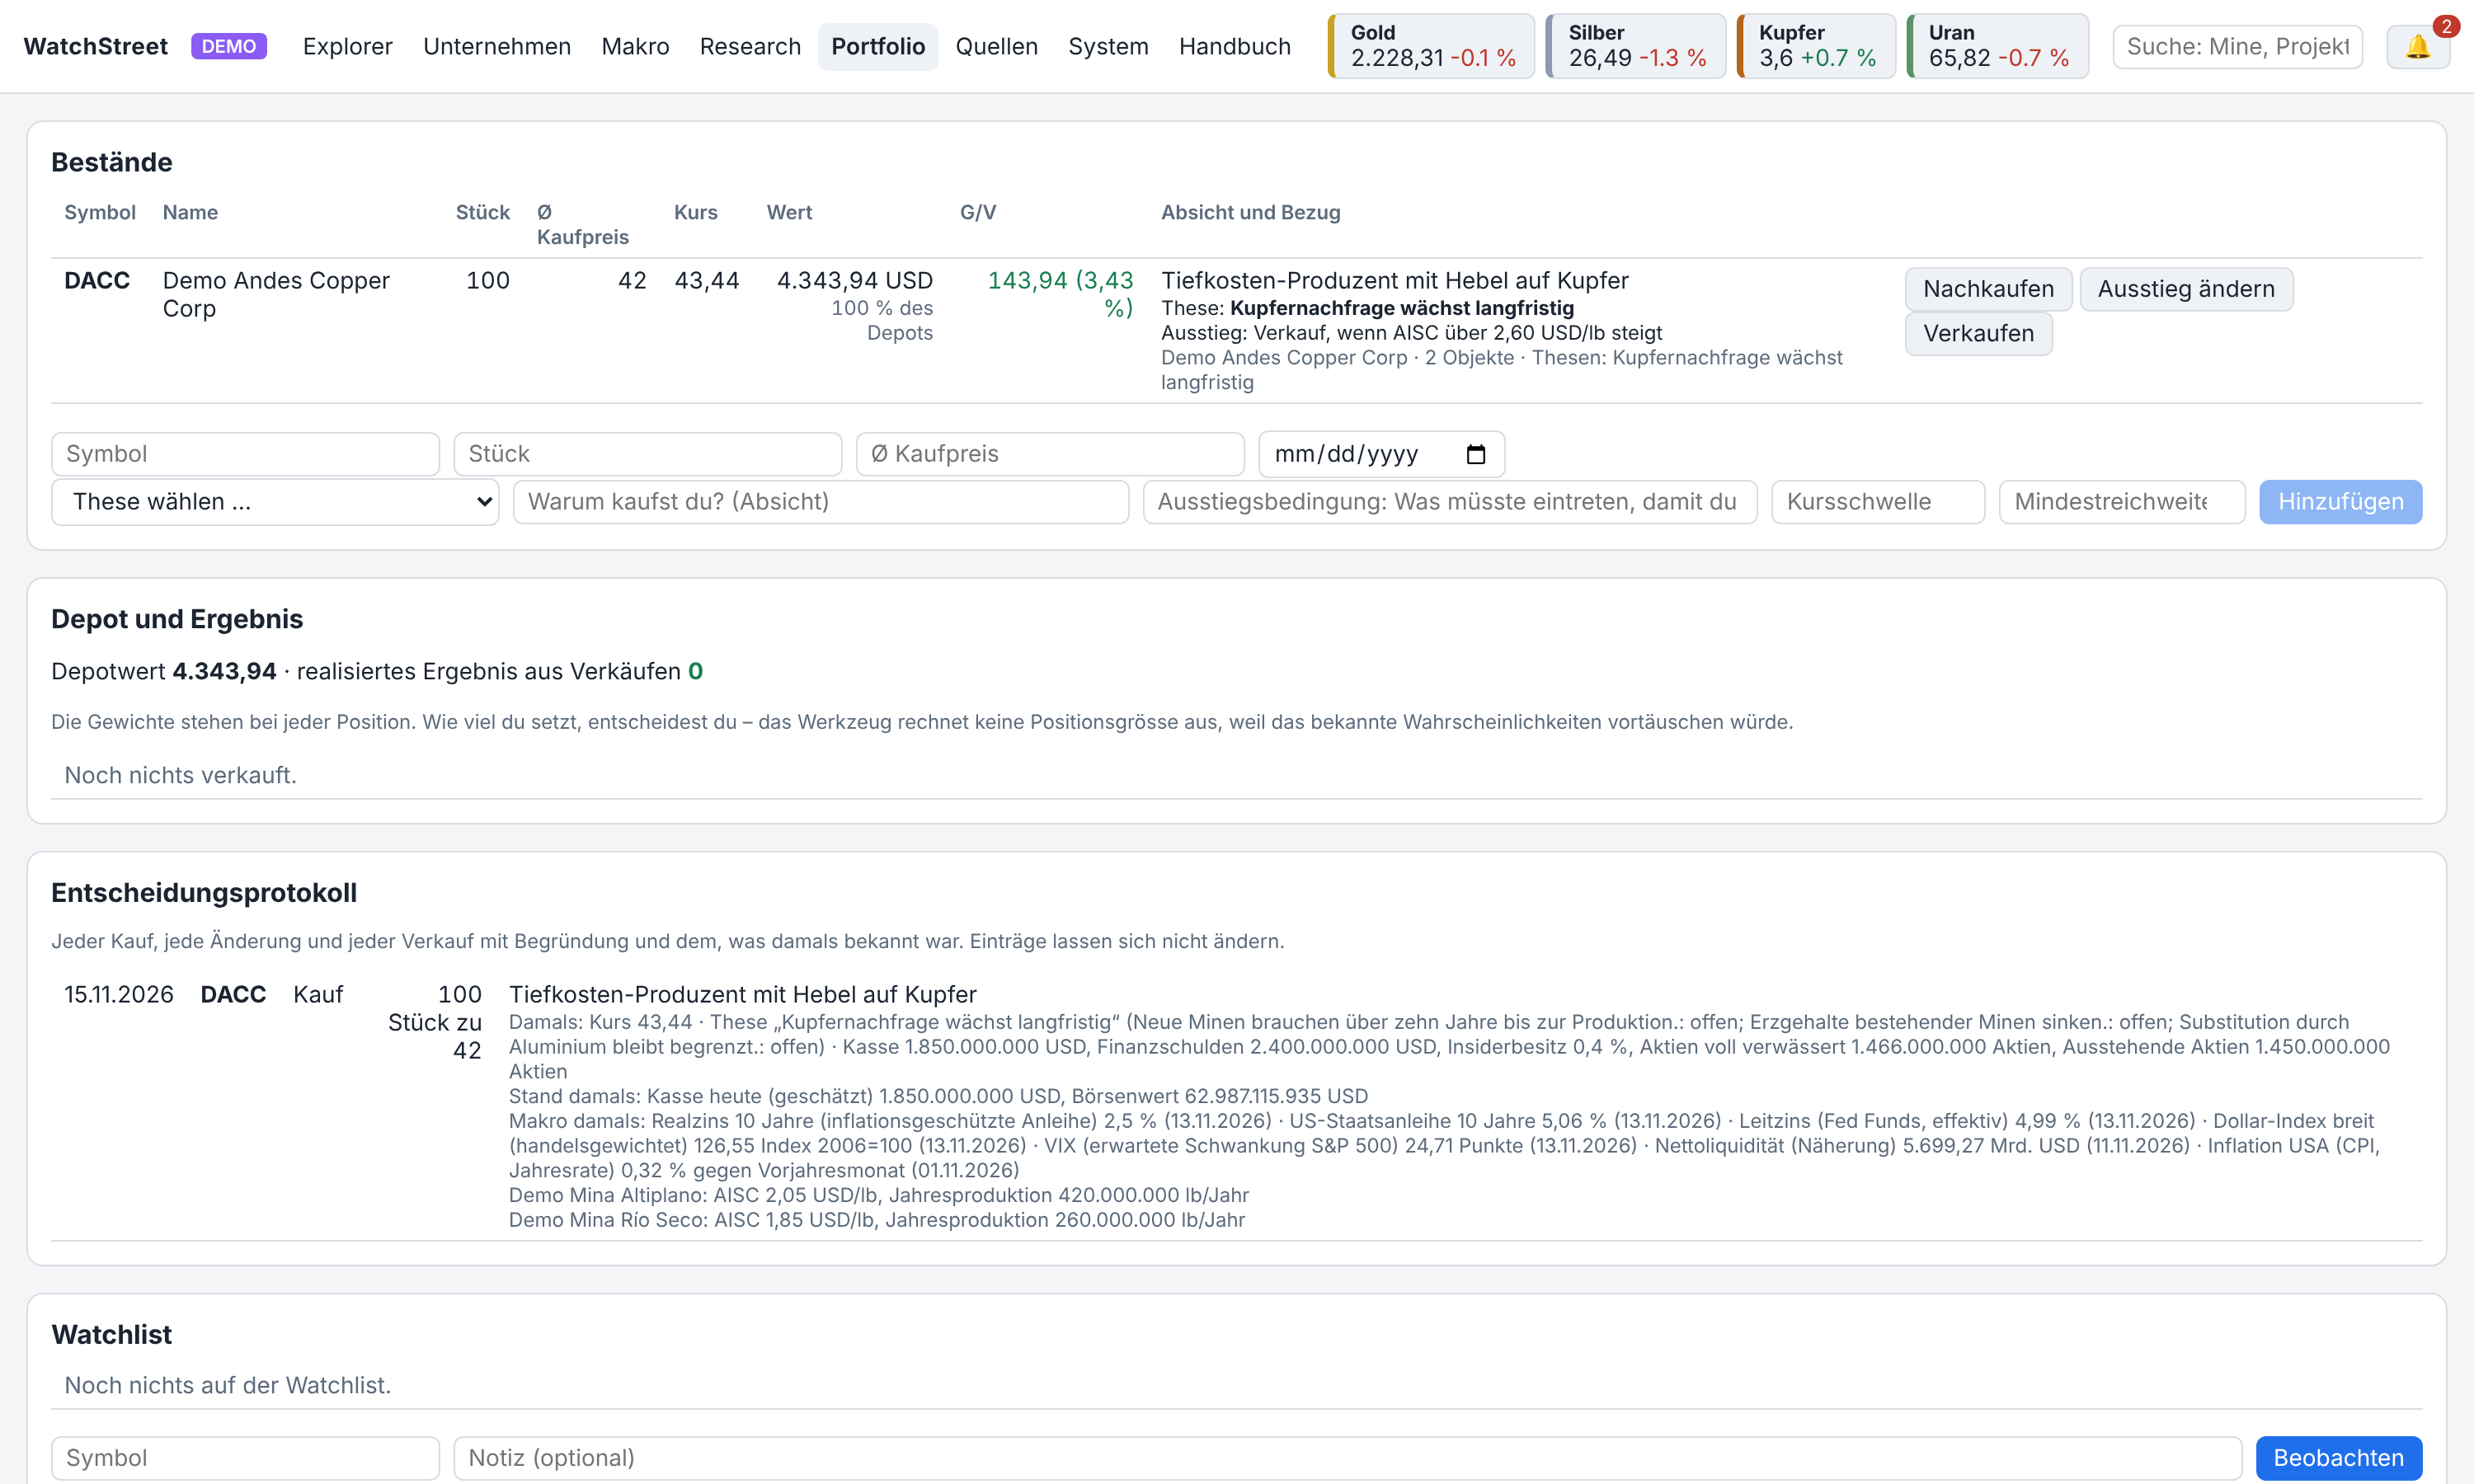 WatchStreet DEMO Explorer Unternehmen Makro Research Portfolio Quellen System Handbuch
Gold
2.228,31 -0.1 %
Silber
26,49 -1.3 %
Kupfer
3,6 +0.7 %
Uran
65,82 -0.7 %
Suche: Mine, Projekt
2
Bestände
Symbol Name Stück Ø Kaufpreis Kurs Wert G/V Absicht und Bezug
DACC Demo Andes Copper Corp 100 42 43,44 4.343,94 USD 100 % des Depots 143,94 (3,43 %)
Tiefkosten-Produzent mit Hebel auf Kupfer
These: Kupfernachfrage wächst langfristig
Ausstieg: Verkauf, wenn AISC über 2,60 USD/lb steigt
Demo Andes Copper Corp · 2 Objekte · Thesen: Kupfernachfrage wächst
langfristig
Nachkaufen Ausstieg ändern
Verkaufen
Symbol Stück Ø Kaufpreis mm/dd/yyyy
These wählen ... Warum kaufst du? (Absicht) Ausstiegsbedingung: Was müsste eintreten, damit du Kursschwelle Mindestreichweite Hinzufügen
Depot und Ergebnis
Depotwert 4.343,94 · realisiertes Ergebnis aus Verkäufen 0
Die Gewichte stehen bei jeder Position. Wie viel du setzt, entscheidest du – das Werkzeug rechnet keine Positionsgrösse aus, weil das bekannte Wahrscheinlichkeiten vortäuschen würde.
Noch nichts verkauft.
Entscheidungsprotokoll
Jeder Kauf, jede Änderung und jeder Verkauf mit Begründung und dem, was damals bekannt war. Einträge lassen sich nicht ändern.
15.11.2026 DACC Kauf 100 Stück zu 42
Tiefkosten-Produzent mit Hebel auf Kupfer
Damals: Kurs 43,44 · These „Kupfernachfrage wächst langfristig“ (Neue Minen brauchen über zehn Jahre bis zur Produktion.: offen; Erzgehalte bestehender Minen sinken.: offen; Substitution durch
Aluminium bleibt begrenzt.: offen) · Kasse 1.850.000.000 USD, Finanzschulden 2.400.000.000 USD, Insiderbesitz 0,4 %, Aktien voll verwässert 1.466.000.000 Aktien, Ausstehende Aktien 1.450.000.000
Aktien
Stand damals: Kasse heute (geschätzt) 1.850.000.000 USD, Börsenwert 62.987.115.935 USD
Makro damals: Realzins 10 Jahre (inflationsgeschützte Anleihe) 2,5 % (13.11.2026) · US-Staatsanleihe 10 Jahre 5,06 % (13.11.2026) · Leitzins (Fed Funds, effektiv) 4,99 % (13.11.2026) · Dollar-Index breit
(handelsgewichtet) 126,55 Index 2006=100 (13.11.2026) · VIX (erwartete Schwankung S&P 500) 24,71 Punkte (13.11.2026) · Nettoliquidität (Näherung) 5.699,27 Mrd. USD (11.11.2026) · Inflation USA (CPI,
Jahresrate) 0,32 % gegen Vorjahresmonat (01.11.2026)
Demo Mina Altiplano: AISC 2,05 USD/lb, Jahresproduktion 420.000.000 lb/Jahr
Demo Mina Río Seco: AISC 1,85 USD/lb, Jahresproduktion 260.000.000 lb/Jahr
Watchlist
Noch nichts auf der Watchlist.
Symbol Notiz (optional) Beobachten